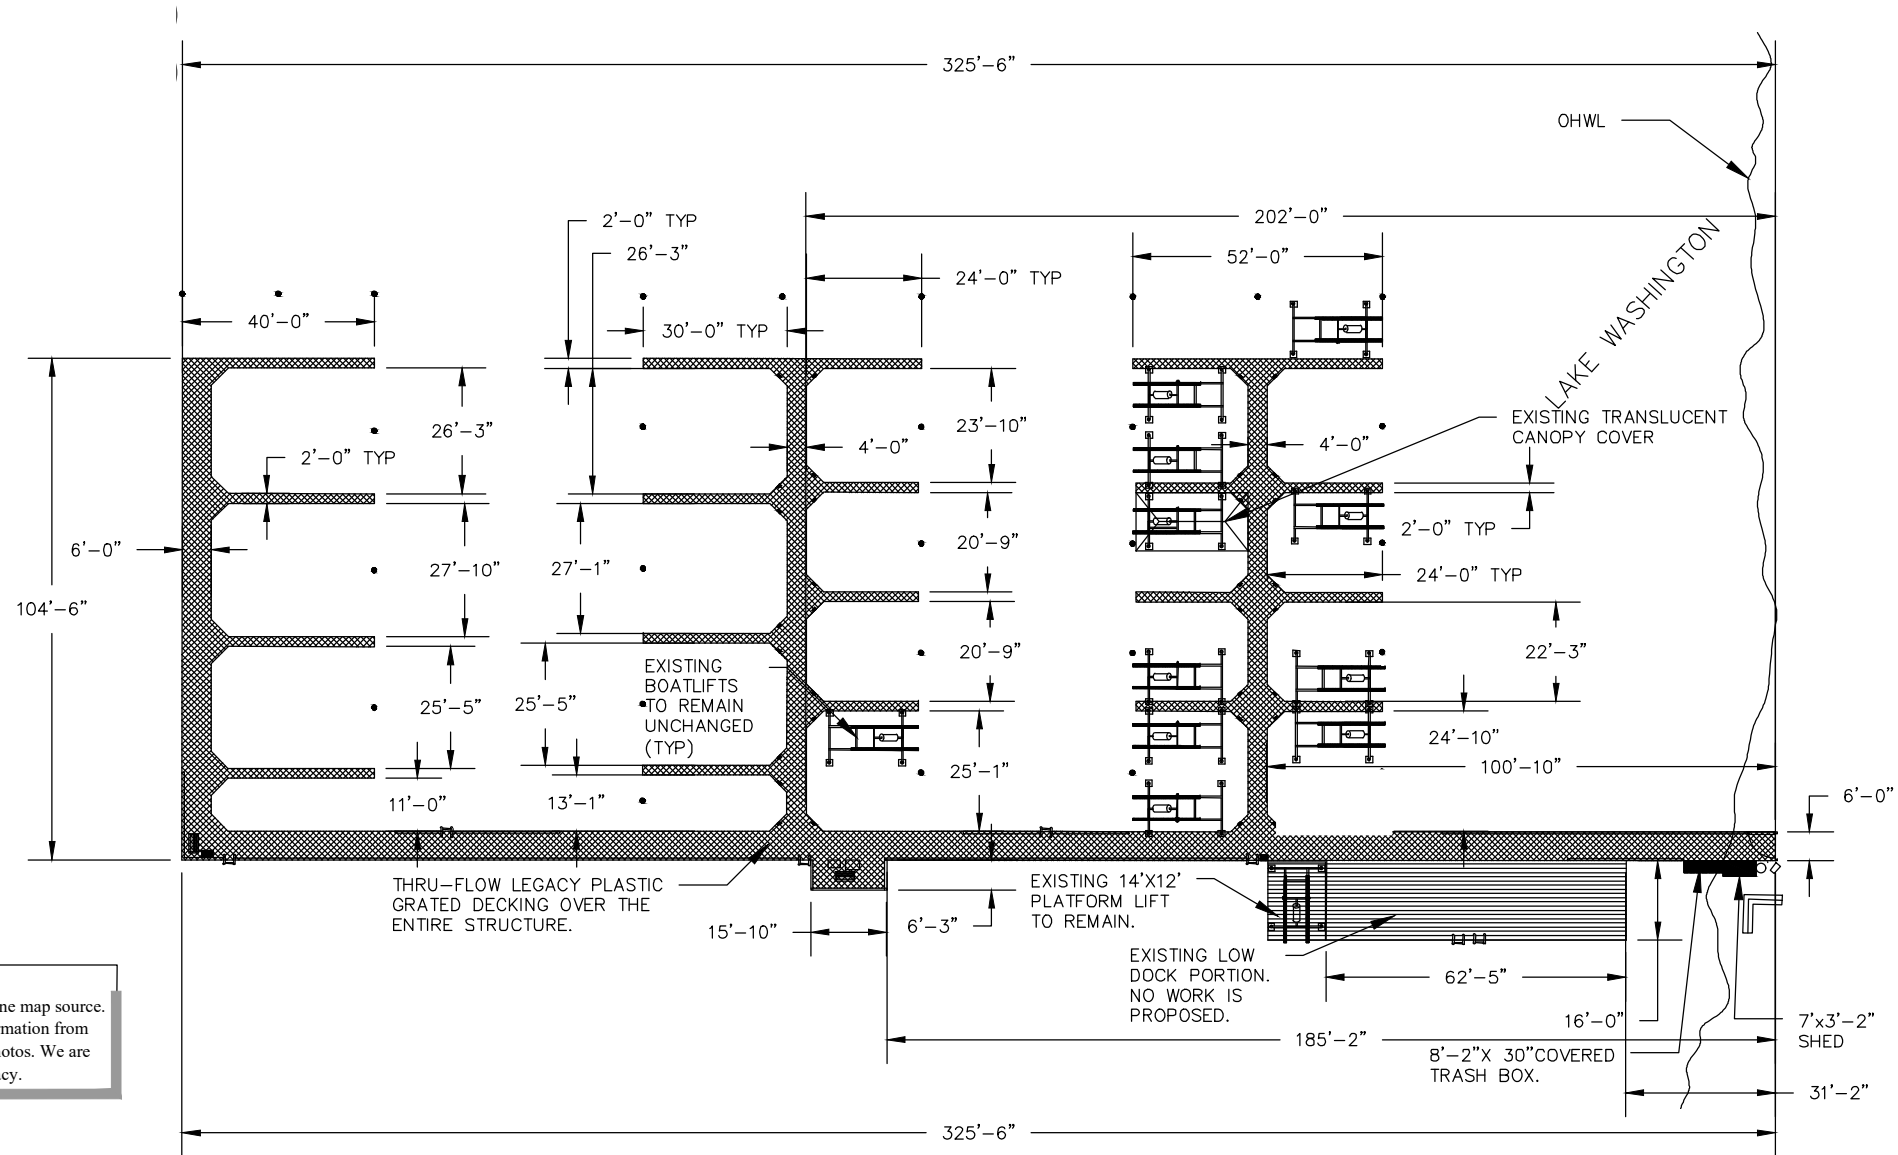 325'-6"
OHWL
202'-0"
2'-0" TYP
26'-3"
52'-0"
24'-0" TYP
LAKE WASHINGTON
40'-0"
30'-0" TYP
EXISTING TRANSLUCENT
CANOPY COVER
26'-3"
23'-10"
4'-0"
4'-0"
2'-0" TYP
2'-0" TYP
6'-0"
20'-9"
27'-10"
27'-1"
24'-0" TYP
104'-6"
20'-9"
22'-3"
EXISTING
BOATLIFTS
TO REMAIN
UNCHANGED
(TYP)
25'-5"
25'-5"
24'-10"
25'-1"
100'-10"
11'-0"
13'-1"
6'-0"
THRU-FLOW LEGACY PLASTIC
GRATED DECKING OVER THE
ENTIRE STRUCTURE.
15'-10"
6'-3"
EXISTING 14'X12'
PLATFORM LIFT
TO REMAIN.
EXISTING LOW
DOCK PORTION.
NO WORK IS
PROPOSED.
62'-5"
16'-0"
7'x3'-2"
SHED
185'-2"
8'-2"X 30"COVERED
TRASH BOX.
31'-2"
325'-6"
ne map source.
rmation from
otos. We are
cy.